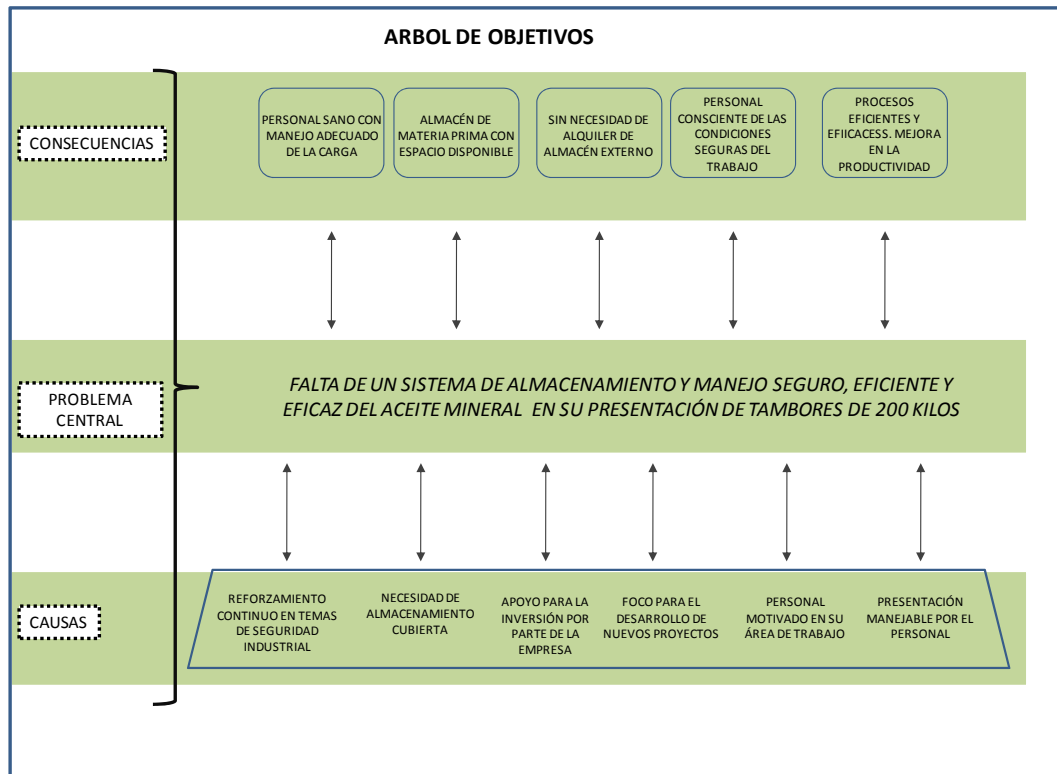 ARBOL DE OBJETIVOS
CONSECUENCIAS
PERSONAL SANO CON
MANEJO ADECUADO
DE LA CARGA
ALMACÉN DE
MATERIA PRIMA CON
ESPACIO DISPONIBLE
SIN NECESIDAD DE
ALQUILER DE
ALMACÉN EXTERNO
PERSONAL
CONSCIENTE DE LAS
CONDICIONES
SEGURAS DEL
TRABAJO
PROCESOS
EFICIENTES Y
EFIICACESS. MEJORA
EN LA
PRODUCTIVIDAD
PROBLEMA
CENTRAL
FALTA DE UN SISTEMA DE ALMACENAMIENTO Y MANEJO SEGURO, EFICIENTE Y
EFICAZ DEL ACEITE MINERAL EN SU PRESENTACIÓN DE TAMBORES DE 200 KILOS
CAUSAS
REFORZAMIENTO
CONTINUO EN TEMAS
DE SEGURIDAD
INDUSTRIAL
NECESIDAD DE
ALMACENAMIENTO
CUBIERTA
APOYO PARA LA
INVERSIÓN POR
PARTE DE LA
EMPRESA
FOCO PARA EL
DESARROLLO DE
NUEVOS PROYECTOS
PERSONAL
MOTIVADO EN SU
ÁREA DE TRABAJO
PRESENTACIÓN
MANEJABLE POR EL
PERSONAL